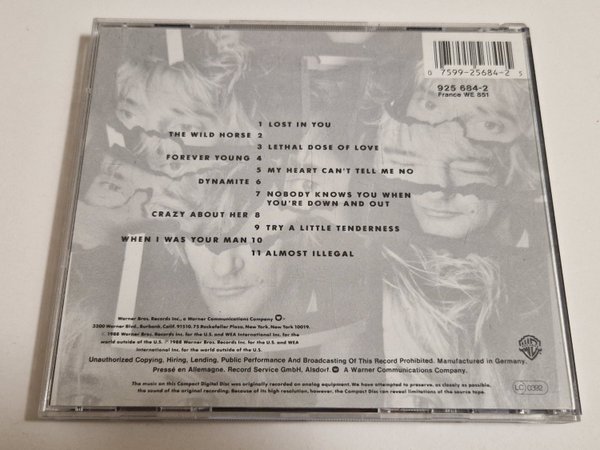 0 7599-25684-2 5
925 684-2
France WE 851
1 LOST IN YOU
THE WILD HORSE 2
3 LETHAL DOSE OF LOVE
FOREVER YOUNG 4
5 MY HEART CAN'T TELL ME NO
DYNAMITE 6
7 NOBODY KNOWS YOU WHEN
YOU'RE DOWN AND OUT
CRAZY ABOUT HER 8
9 TRY A LITTLE TENDERNESS
WHEN I WAS YOUR MAN 10
11 ALMOST ILLEGAL
Warner Bros. Records Inc., a Warner Communications Company
3300 Warner Blvd., Burbank, Calif. 91510. 75 Rockefeller Plaza, New York, New York 10019.
℗ 1988 Warner Bros. Records Inc. for the U.S. and WEA International Inc. for the
world outside of the U.S. © 1988 Warner Bros. Records Inc. for the U.S. and WEA
International Inc. for the world outside of the U.S.
Unauthorized Copying, Hiring, Lending, Public Performance And Broadcasting Of This Record Prohibited. Manufactured in Germany.
Pressé en Allemagne. Record Service GmbH, Alsdorf. A Warner Communications Company.
The music on this Compact Digital Disc was originally recorded on analog equipment. We have attempted to preserve, as closely as possible,
the sound of the original recording. Because of its high resolution, however, the Compact Disc can reveal limitations of the source tape.
LC 0392